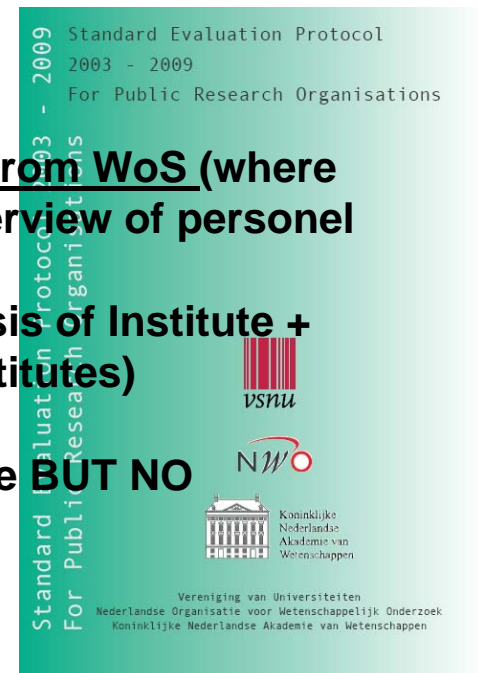 Standard Evaluation Protocol
2003 - 2009
For Public Research Organisations
Standard Evaluation Protocol 2003 - 2009
For Public Research Organisations
from WoS (where
erview of personel
sis of Institute +
titutes)
e BUT NO
vsnu
NWO
Koninklijke
Nederlandse
Akademie van
Wetenschappen
Vereniging van Universiteiten
Nederlandse Organisatie voor Wetenschappelijk Onderzoek
Koninklijke Nederlandse Akademie van Wetenschappen